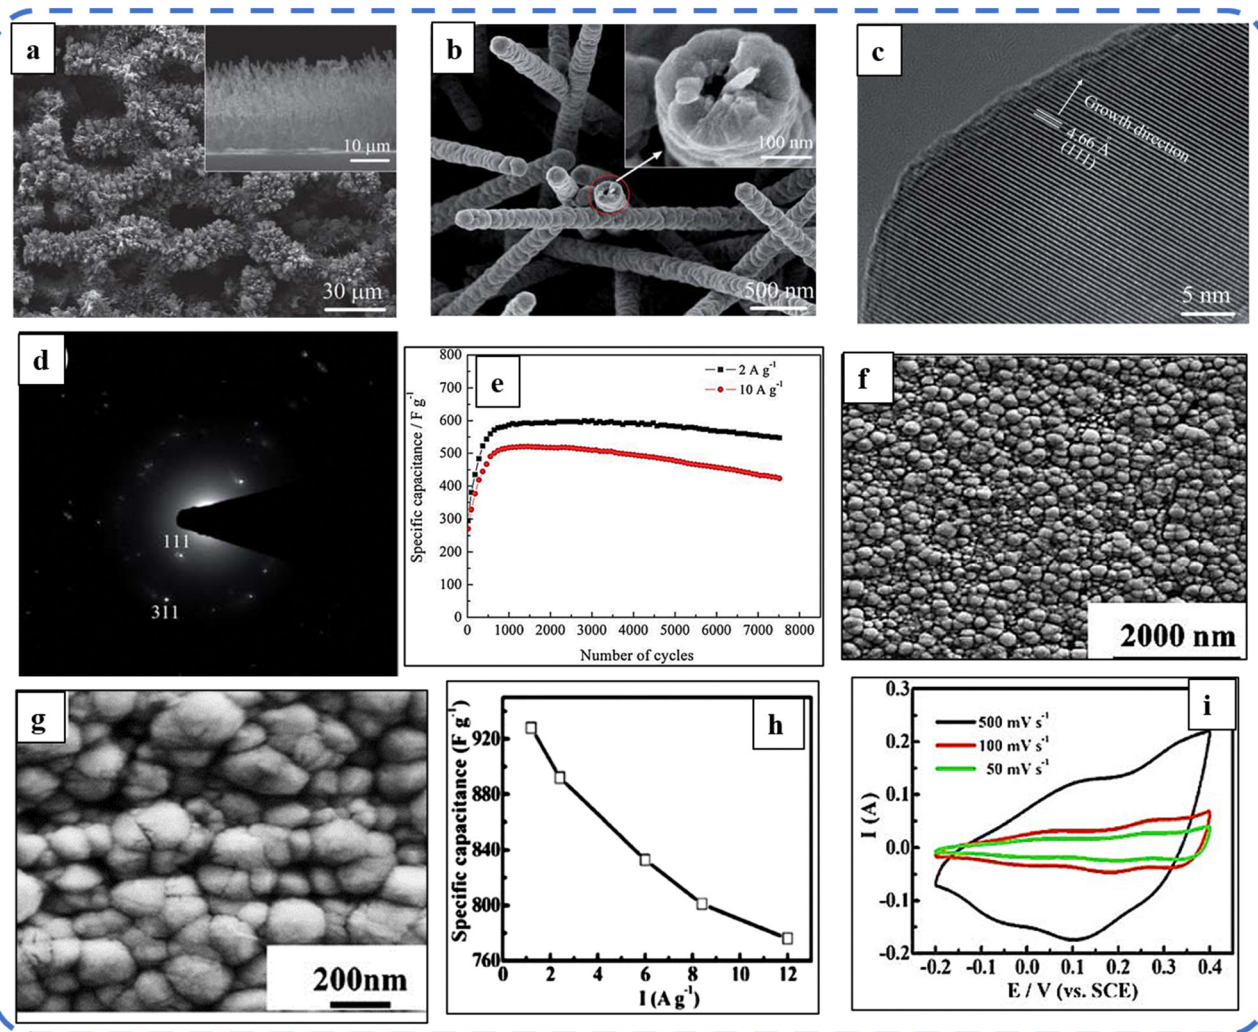 a
10 μm
30 μm
b
100 nm
500 nm
c
Growth direction
4.66 Å
(111)
5 nm
d
111
311
e
2 A g⁻¹
10 A g⁻¹
Specific capacitance / F g⁻¹
800
700
600
500
400
300
200
100
0
0 1000 2000 3000 4000 5000 6000 7000 8000
Number of cycles
f
2000 nm
g
200nm
h
Specific capacitance (F g⁻¹)
920
880
840
800
760
0 2 4 6 8 10 12
I (A g⁻¹)
i
500 mV s⁻¹
100 mV s⁻¹
50 mV s⁻¹
I (A)
0.3
0.2
0.1
0.0
-0.1
-0.2
-0.2 -0.1 0.0 0.1 0.2 0.3 0.4
E / V (vs. SCE)